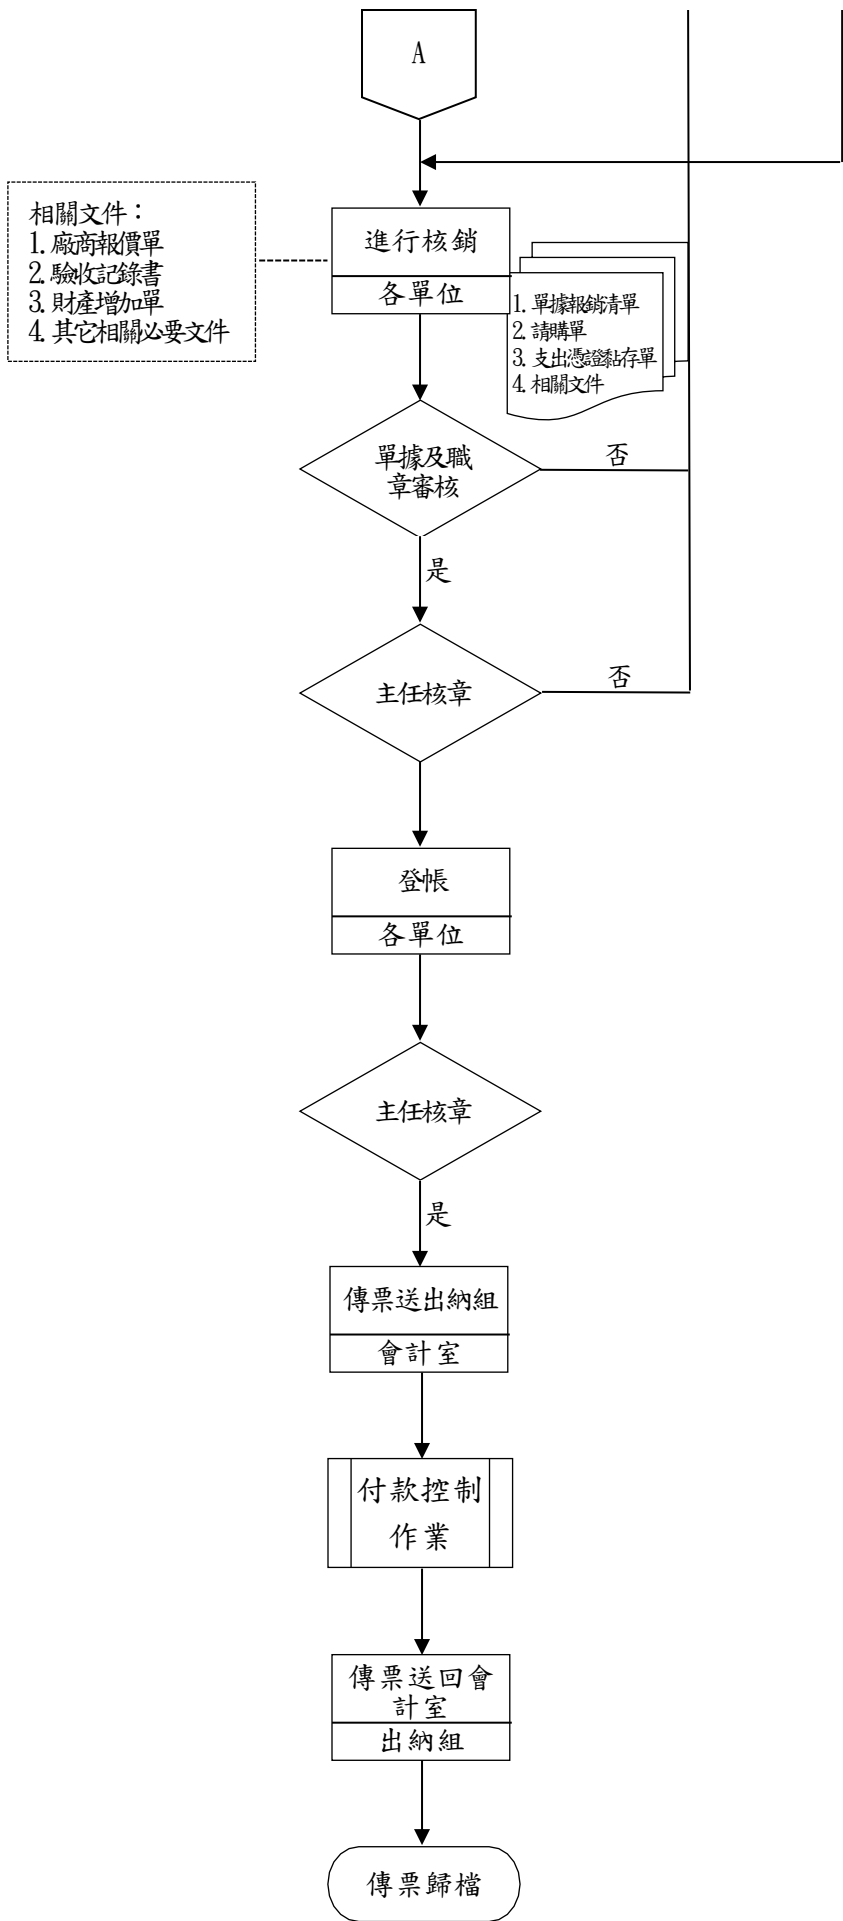 A
相關文件：
1.廠商報價單
2.驗收記錄書
3.財產增加單
4.其它相關必要文件
進行核銷
各單位
1.單據報銷清單
2.請購單
3.支出憑證黏存單
4.相關文件
單據及職
章審核
否
是
主任核章
否
登帳
各單位
主任核章
是
傳票送出納組
會計室
付款控制
作業
傳票送回會
計室
出納組
傳票歸檔